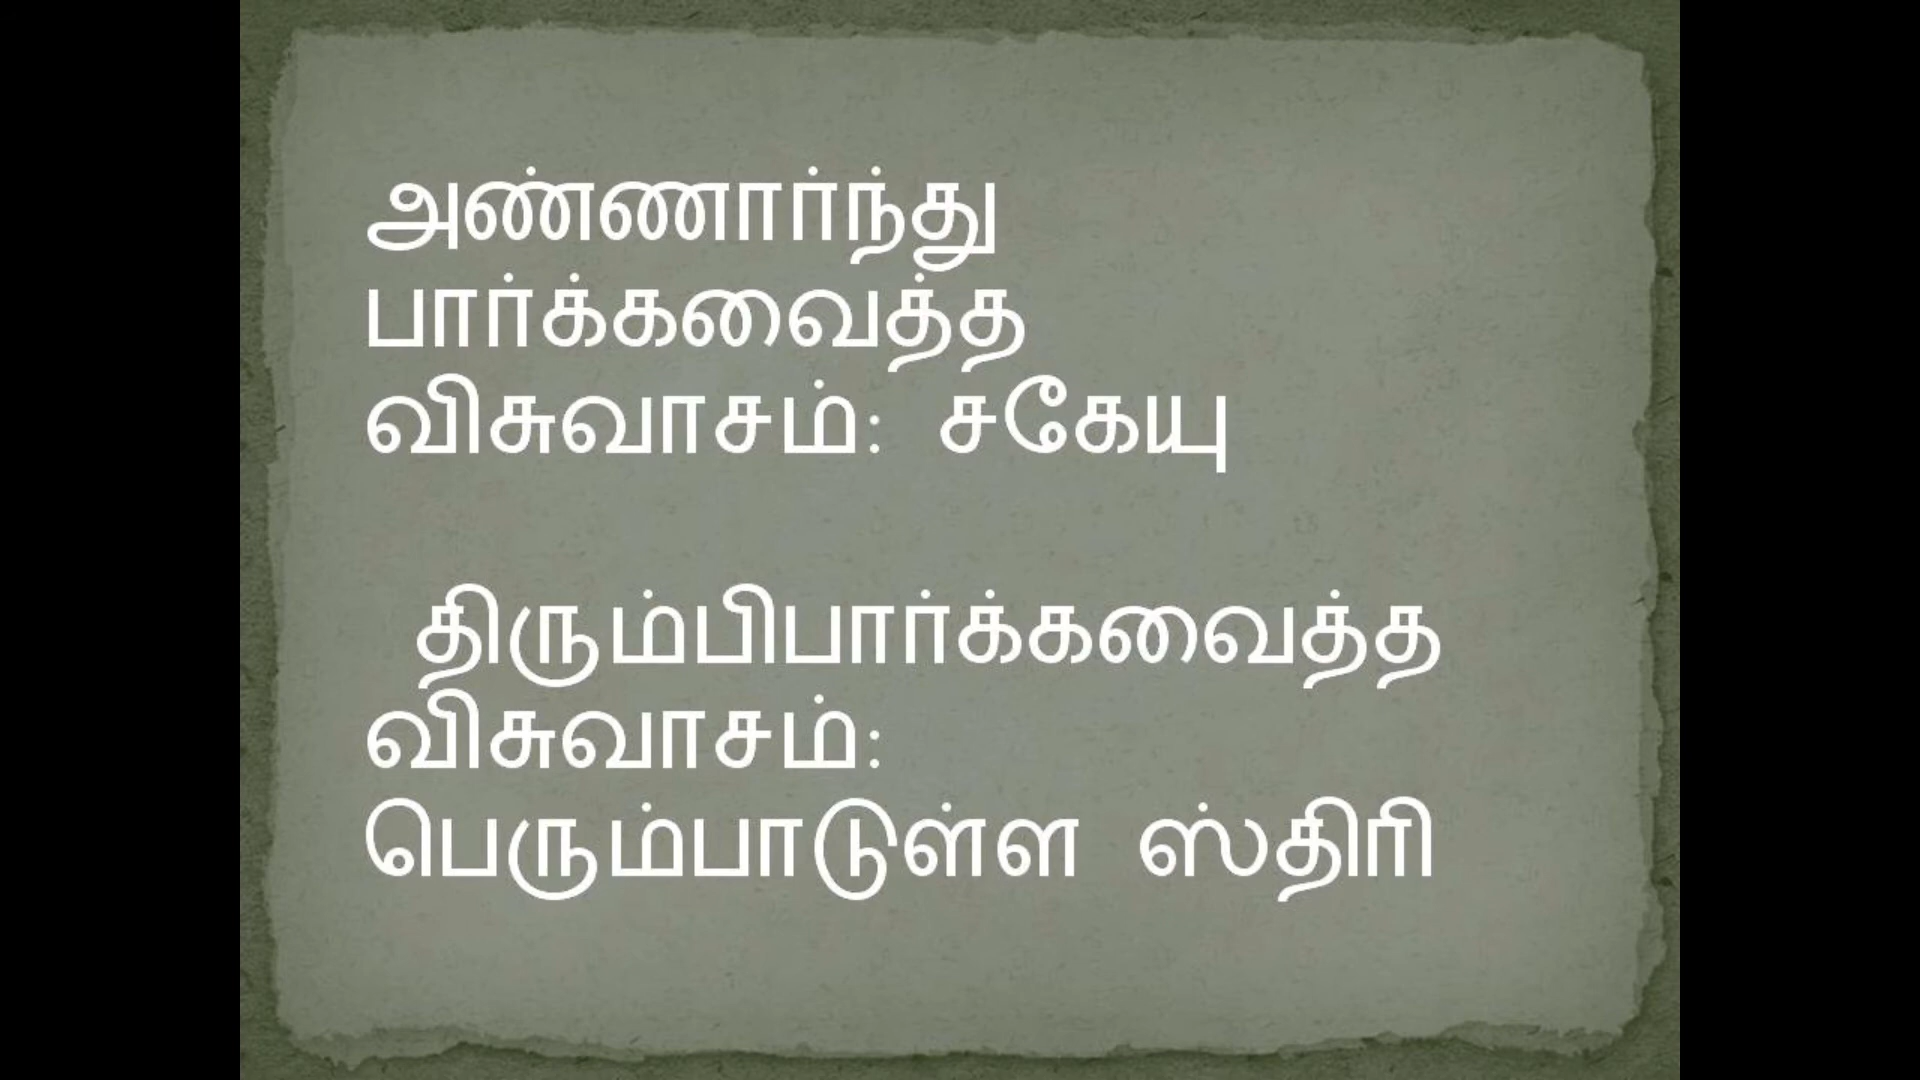 அண்ணார்ந்து
பார்க்கவைத்த
விசுவாசம்: சகேயு
திரும்பிபார்க்கவைத்த
விசுவாசம்:
பெரும்பாடுள்ள ஸ்திரி